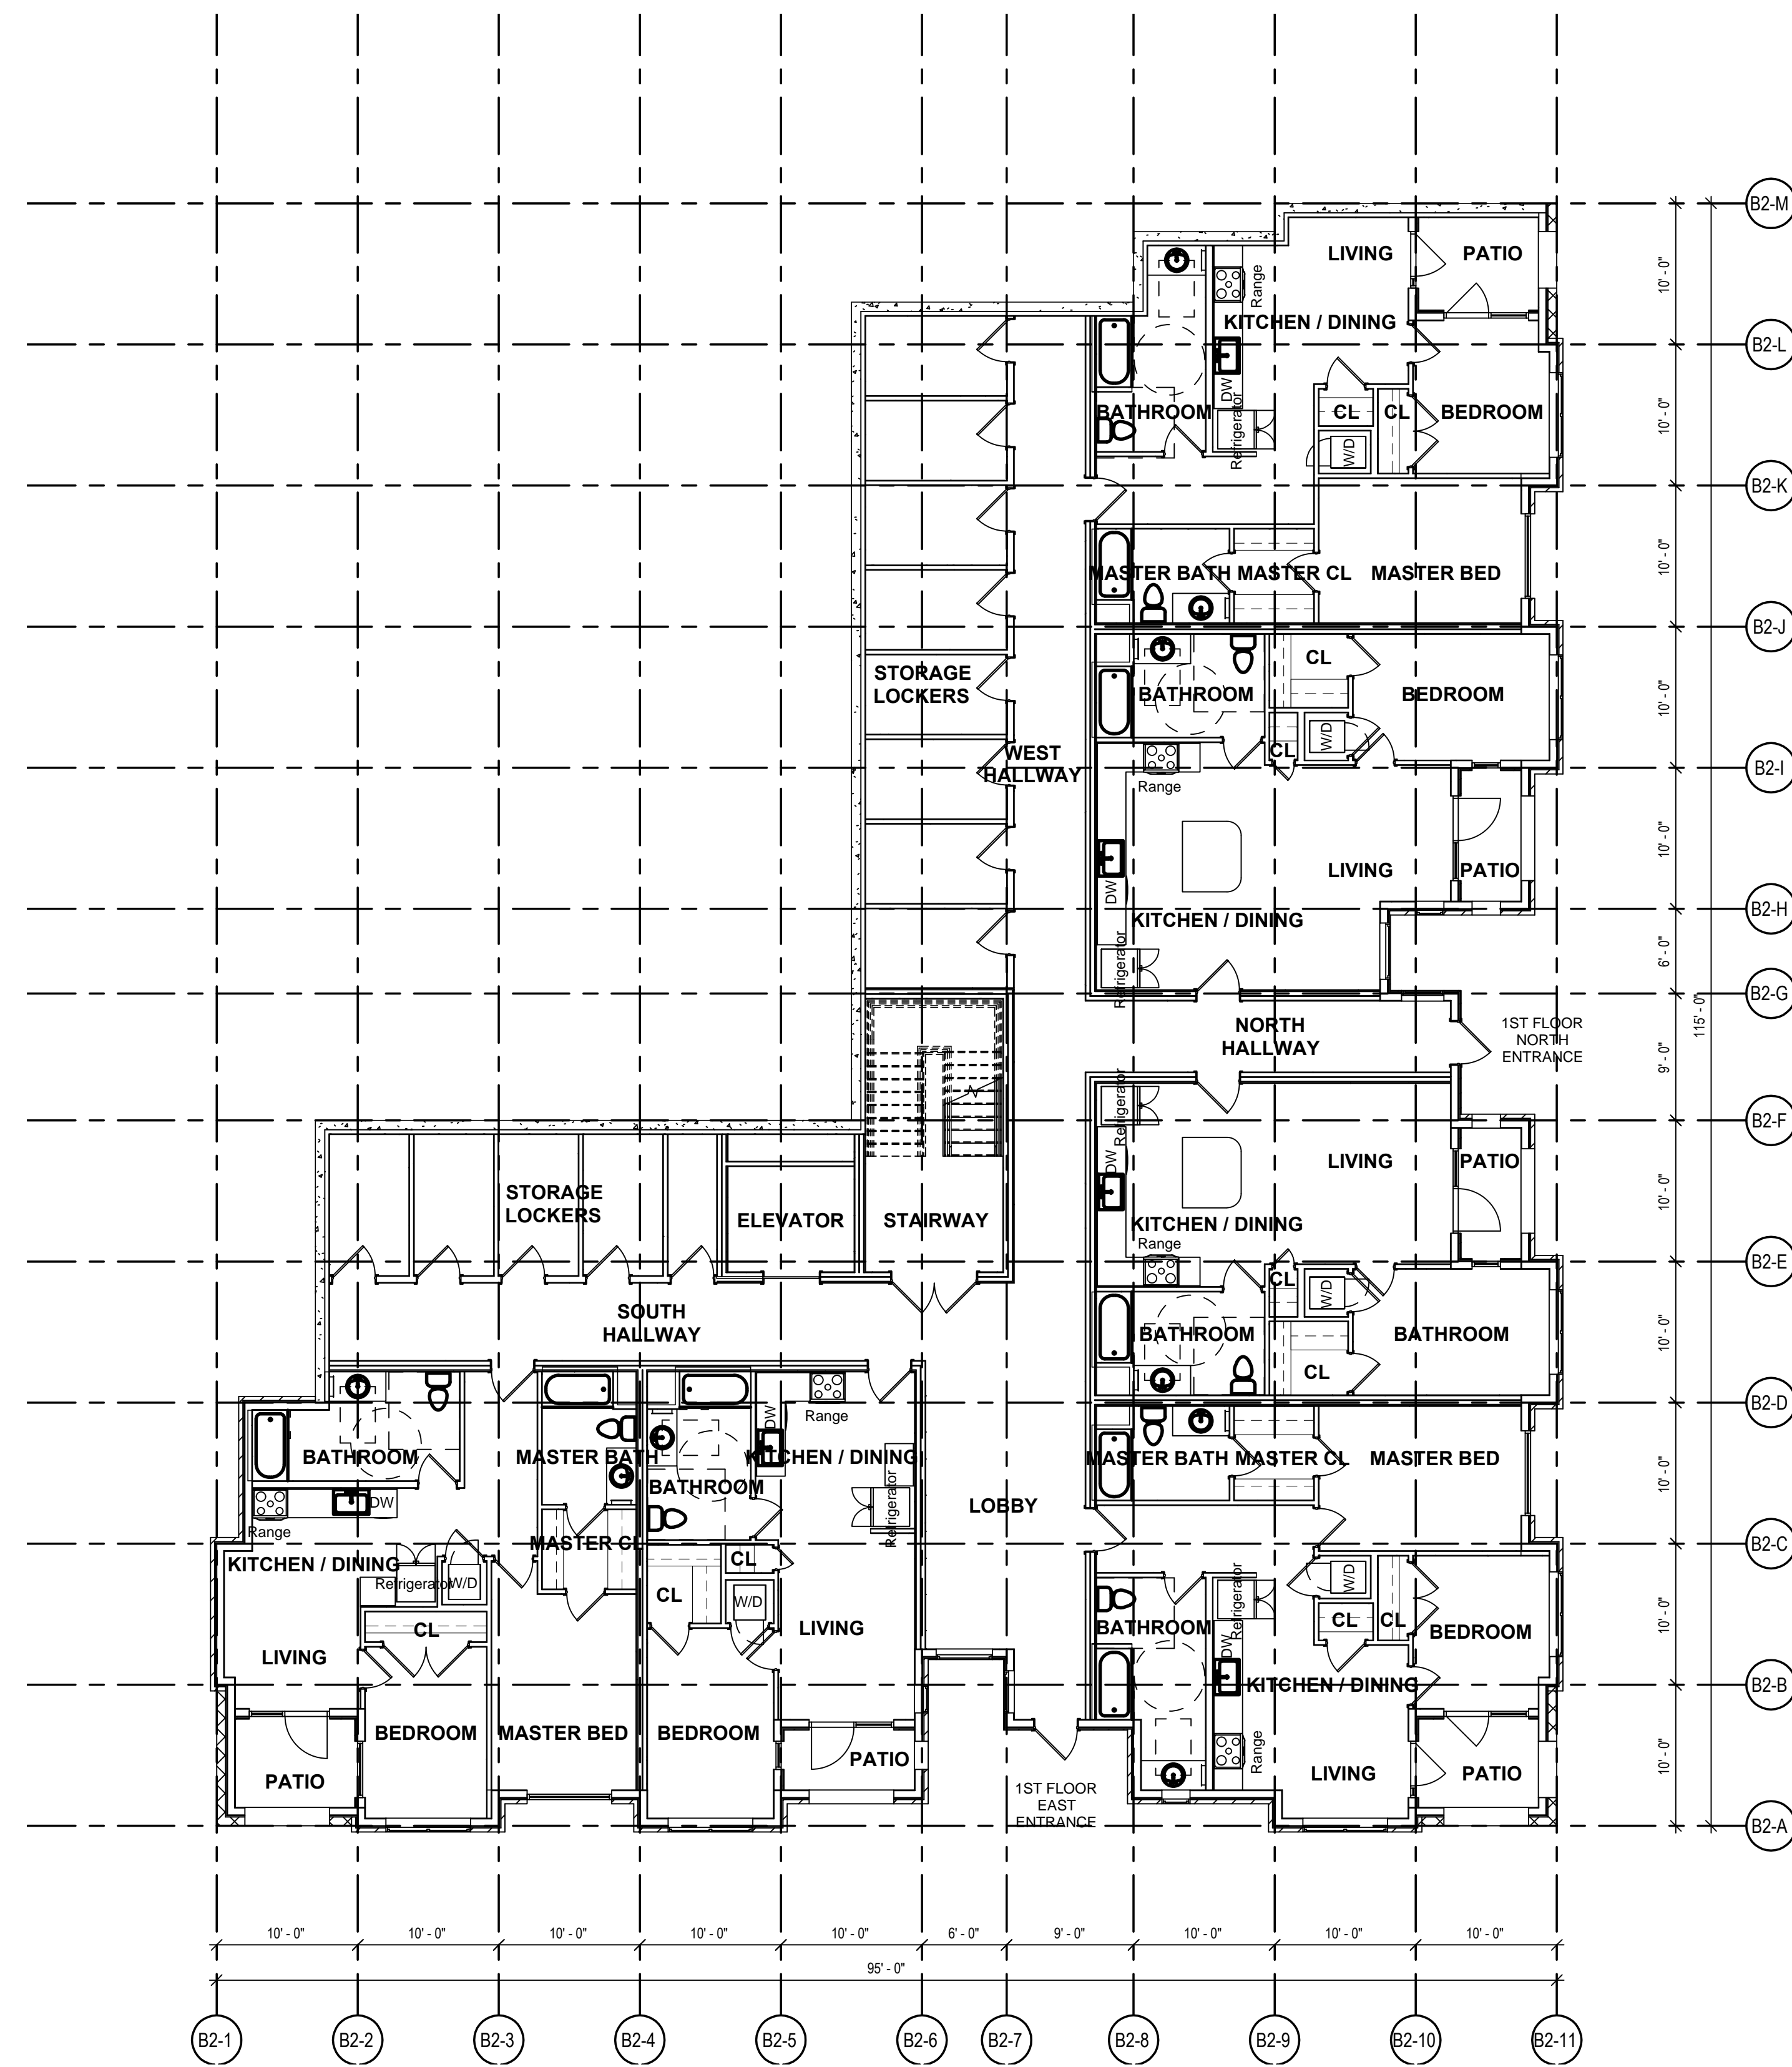 B2-M
10' - 0"
LIVING
PATIO
Range
KITCHEN / DINING
B2-L
DW
BATHROOM
Refrigerator
CL
CL
BEDROOM
10' - 0"
W/D
B2-K
MASTER BATH
MASTER CL
MASTER BED
10' - 0"
B2-J
CL
STORAGE
LOCKERS
BATHROOM
BEDROOM
10' - 0"
WEST
HALLWAY
CL
W/D
B2-I
Range
10' - 0"
LIVING
PATIO
DW
B2-H
KITCHEN / DINING
Refrigerator
6' - 0"
B2-G
115' - 0"
NORTH
HALLWAY
1ST FLOOR
NORTH
ENTRANCE
9' - 0"
Refrigerator
B2-F
DW
LIVING
PATIO
STORAGE
LOCKERS
ELEVATOR
STAIRWAY
KITCHEN / DINING
10' - 0"
Range
B2-E
CL
W/D
SOUTH
HALLWAY
BATHROOM
BATHROOM
10' - 0"
CL
B2-D
Range
DW
BATHROOM
MASTER BATH
KITCHEN / DINING
MASTER BATH
MASTER CL
MASTER BED
10' - 0"
BATHROOM
DW
Refrigerator
LOBBY
Range
MASTER CL
B2-C
KITCHEN / DINING
CL
Refrigerator
W/D
CL
W/D
Refrigerator
W/D
CL
LIVING
BATHROOM
CL
CL
BEDROOM
10' - 0"
LIVING
DW
KITCHEN / DINING
B2-B
BEDROOM
MASTER BED
BEDROOM
PATIO
Range
PATIO
LIVING
PATIO
10' - 0"
1ST FLOOR
EAST
ENTRANCE
B2-A
10' - 0"
10' - 0"
10' - 0"
10' - 0"
10' - 0"
6' - 0"
9' - 0"
10' - 0"
10' - 0"
10' - 0"
95' - 0"
B2-1
B2-2
B2-3
B2-4
B2-5
B2-6
B2-7
B2-8
B2-9
B2-10
B2-11